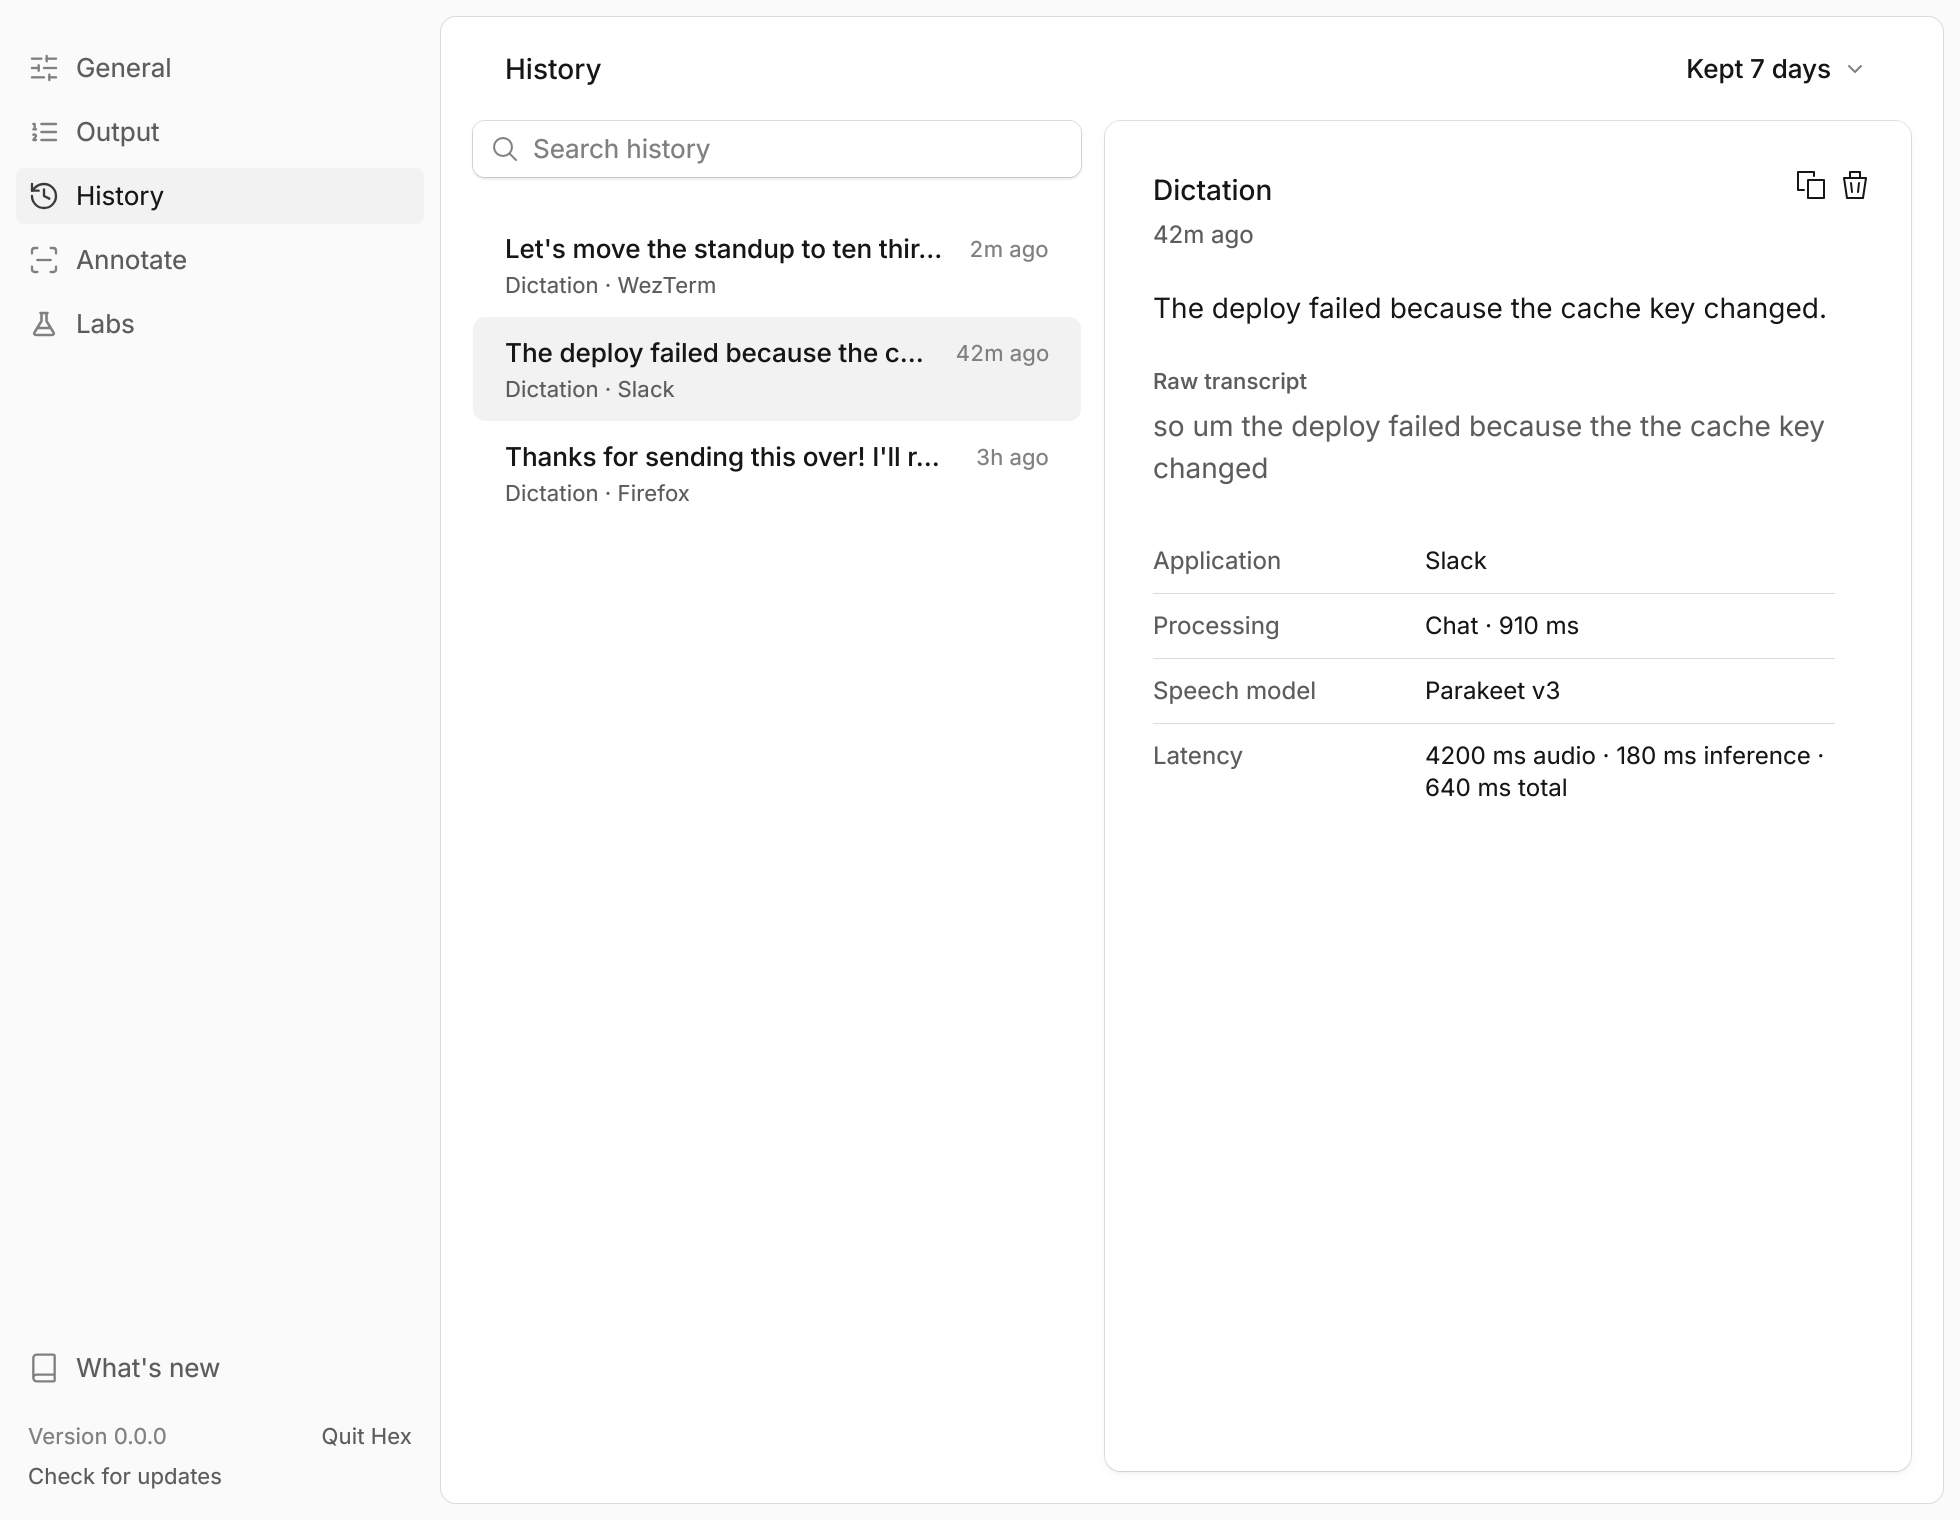 General
Output
History
Annotate
Labs
What's new
Version 0.0.0
Quit Hex
Check for updates
History
Kept 7 days
Search history
Let's move the standup to ten thir...
2m ago
Dictation · WezTerm
The deploy failed because the c...
42m ago
Dictation · Slack
Thanks for sending this over! I'll r...
3h ago
Dictation · Firefox
Dictation
42m ago
The deploy failed because the cache key changed.
Raw transcript
so um the deploy failed because the the cache key
changed
Application Slack
Processing Chat · 910 ms
Speech model Parakeet v3
Latency 4200 ms audio · 180 ms inference ·
640 ms total